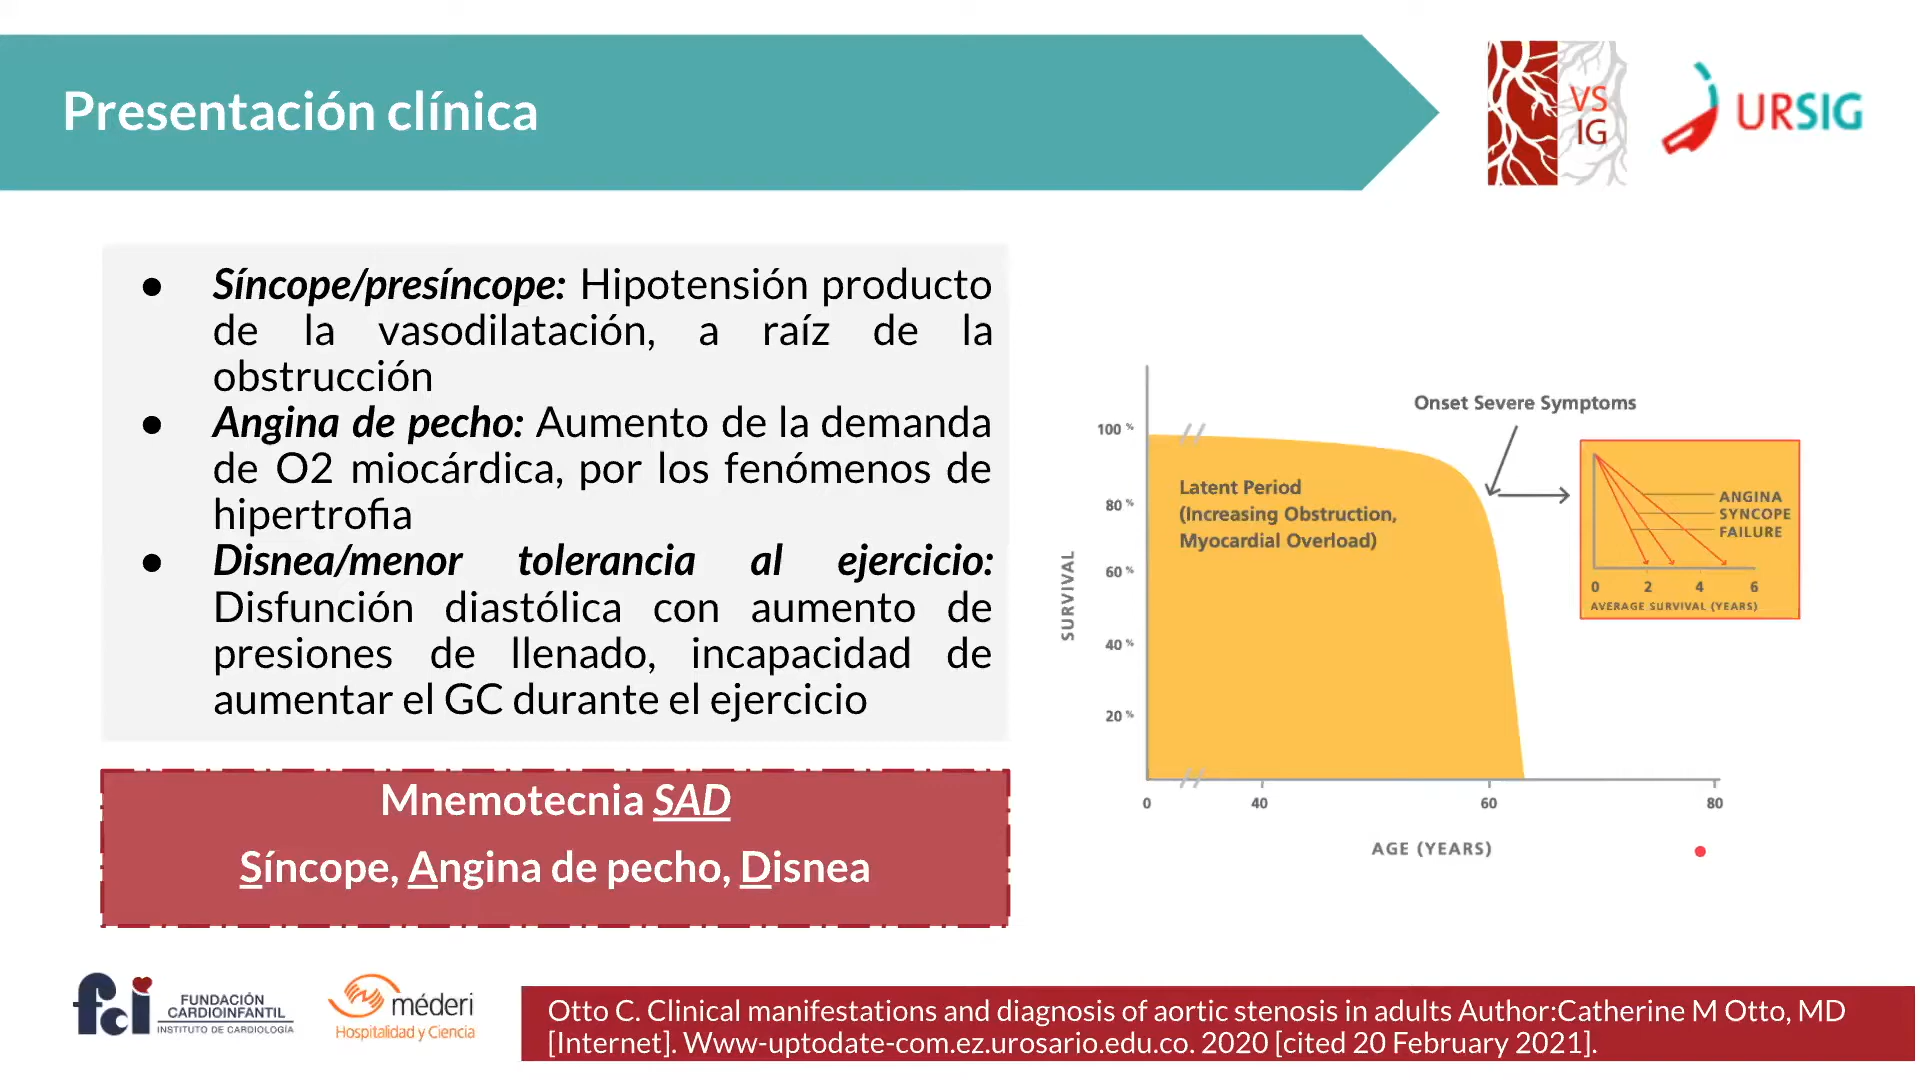 Presentación clínica
VS
IG
URSIG
● Síncope/presíncope: Hipotensión producto
de la vasodilatación, a raíz de la
obstrucción
● Angina de pecho: Aumento de la demanda
de O2 miocárdica, por los fenómenos de
hipertrofia
● Disnea/menor tolerancia al ejercicio:
Disfunción diastólica con aumento de
presiones de llenado, incapacidad de
aumentar el GC durante el ejercicio
Mnemotecnia SAD
Síncope, Angina de pecho, Disnea
Onset Severe Symptoms
100 %
80 %
60 %
40 %
20 %
SURVIVAL
Latent Period
(Increasing Obstruction,
Myocardial Overload)
ANGINA
SYNCOPE
FAILURE
0 2 4 6
AVERAGE SURVIVAL (YEARS)
0 40 60 80
AGE (YEARS)
fci
FUNDACIÓN
CARDIOINFANTIL
INSTITUTO DE CARDIOLOGÍA
méderi
Hospitalidad y Ciencia
Otto C. Clinical manifestations and diagnosis of aortic stenosis in adults Author:Catherine M Otto, MD
[Internet]. Www-uptodate-com.ez.urosario.edu.co. 2020 [cited 20 February 2021].